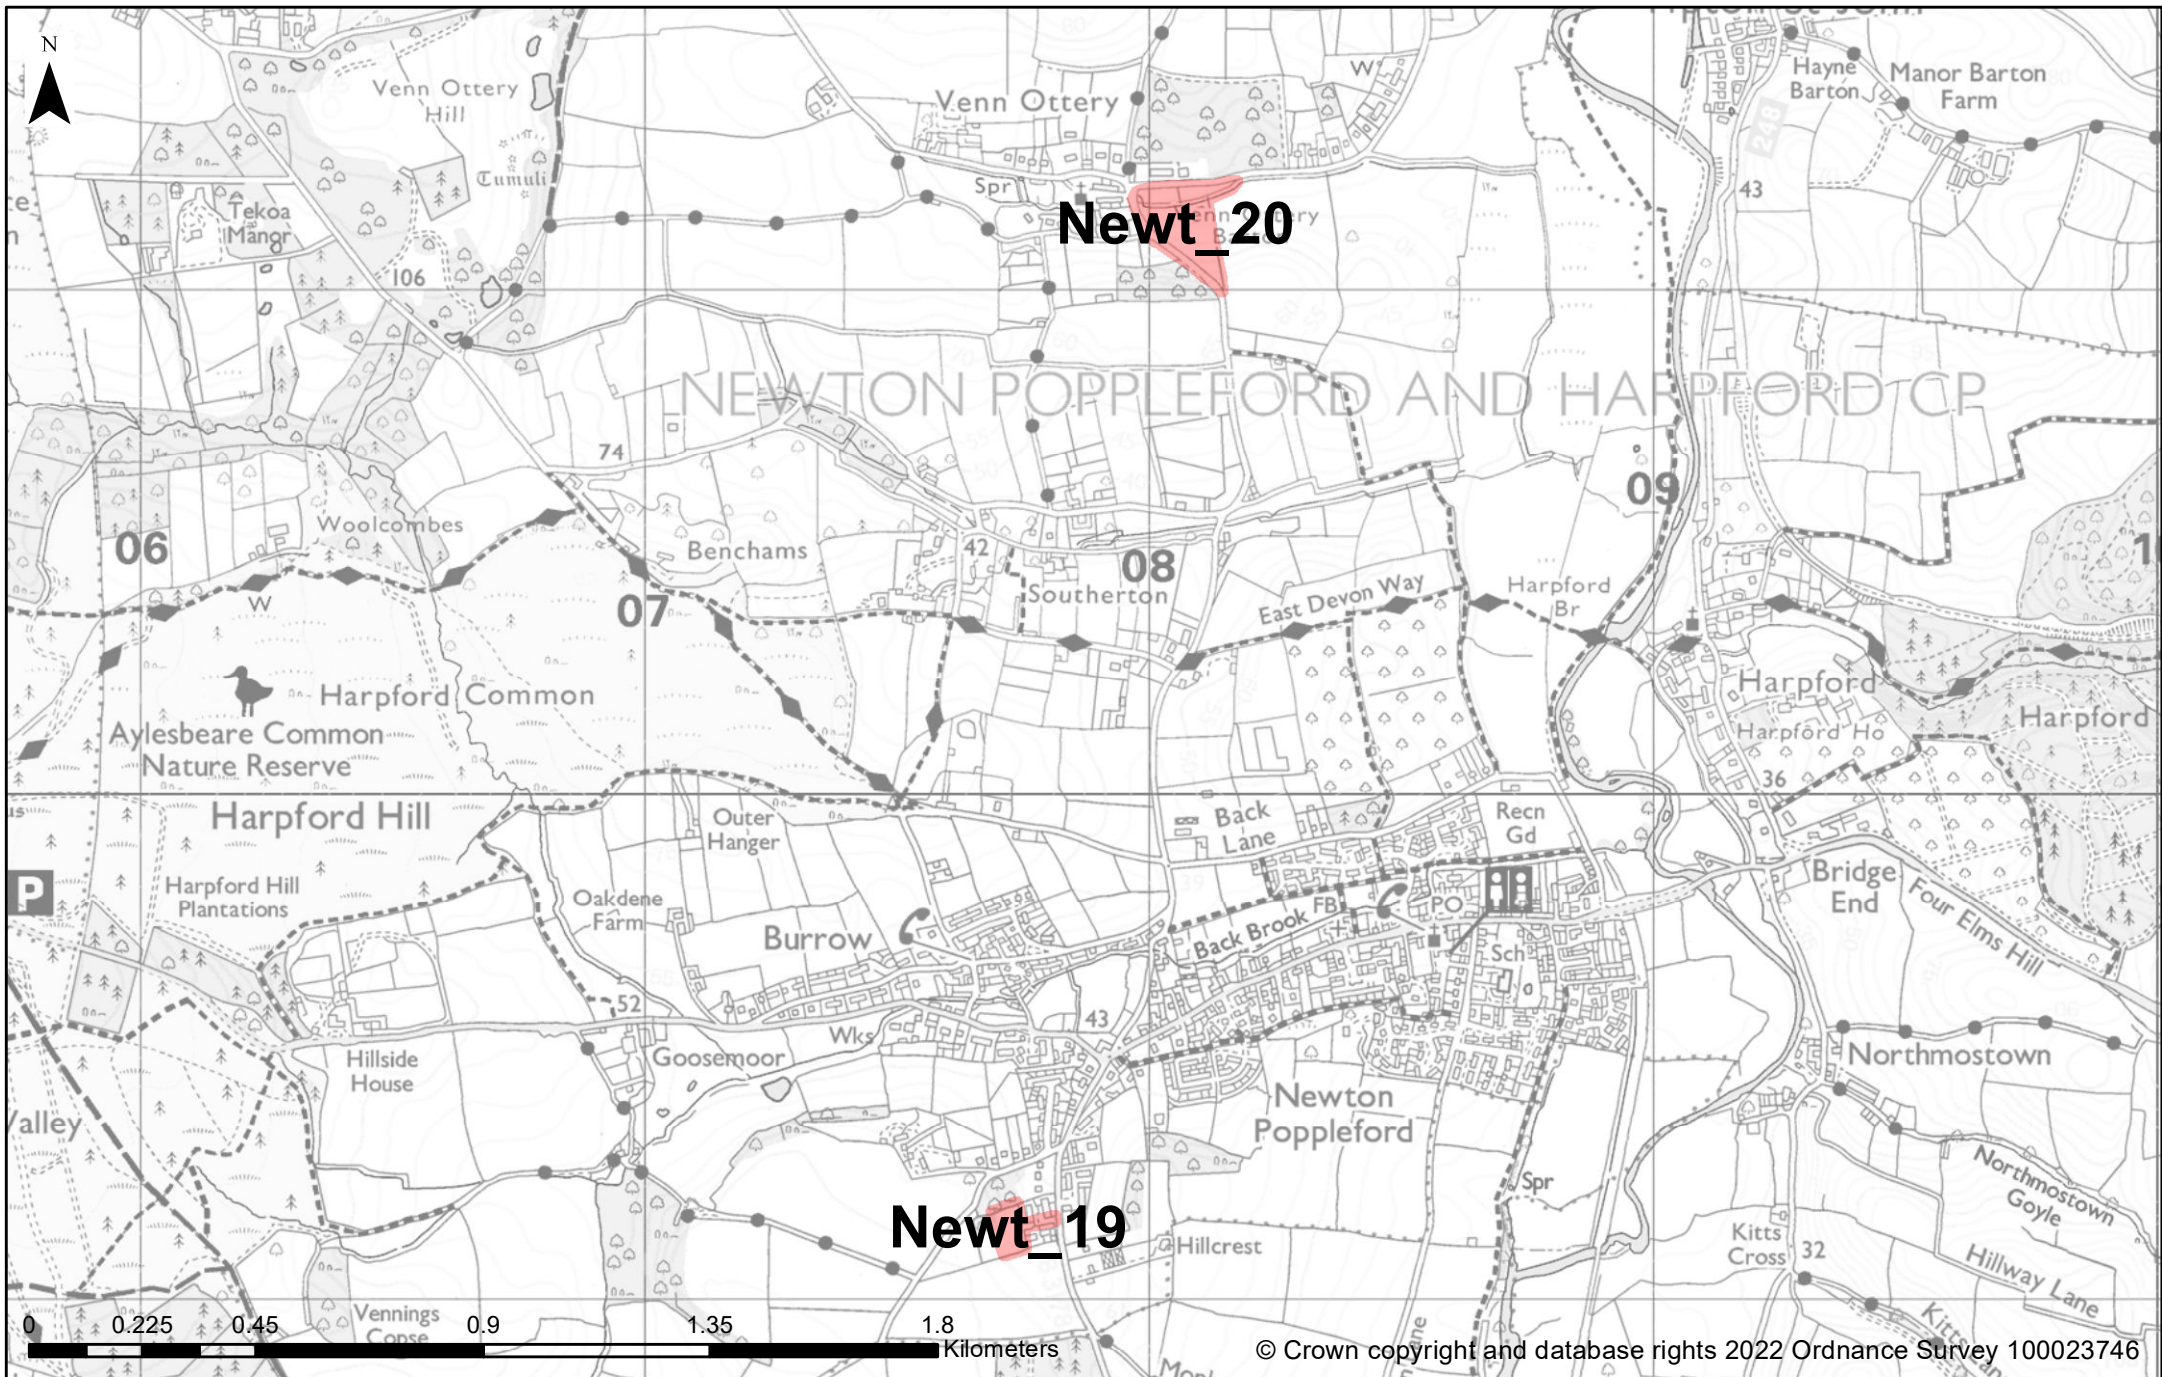 N
Venn Ottery
Hill
Tumuli
Venn Ottery
W
Hayne
Barton
Manor Barton
Farm
248
43
Spr
Tekoa
Manor
106
Newt_20
NEWTON POPPLEFORD AND HARPFORD CP
74
09
Woolcombes
06
Benchams
42
08
Southerton
07
W
East Devon Way
Harpford
Br
Harpford Common
Aylesbeare Common
Nature Reserve
Harpford
Harpford Ho
Harpford
36
Harpford Hill
Outer
Hanger
Back
Lane
Recn
Gd
P
Harpford Hill
Plantations
Oakdene
Farm
Burrow
39
Back Brook
FB
PO
Sch
Bridge
End
Four Elms Hill
52
Wks
43
Goosemoor
Hillside
House
Northmostown
Newton
Poppleford
Valley
Spr
Northmostown
Goyle
Newt_19
Hillcrest
Kitts
Cross
32
Hillway Lane
Vennings
Copse
0 0.225 0.45 0.9 1.35 1.8
Kilometers
© Crown copyright and database rights 2022 Ordnance Survey 100023746